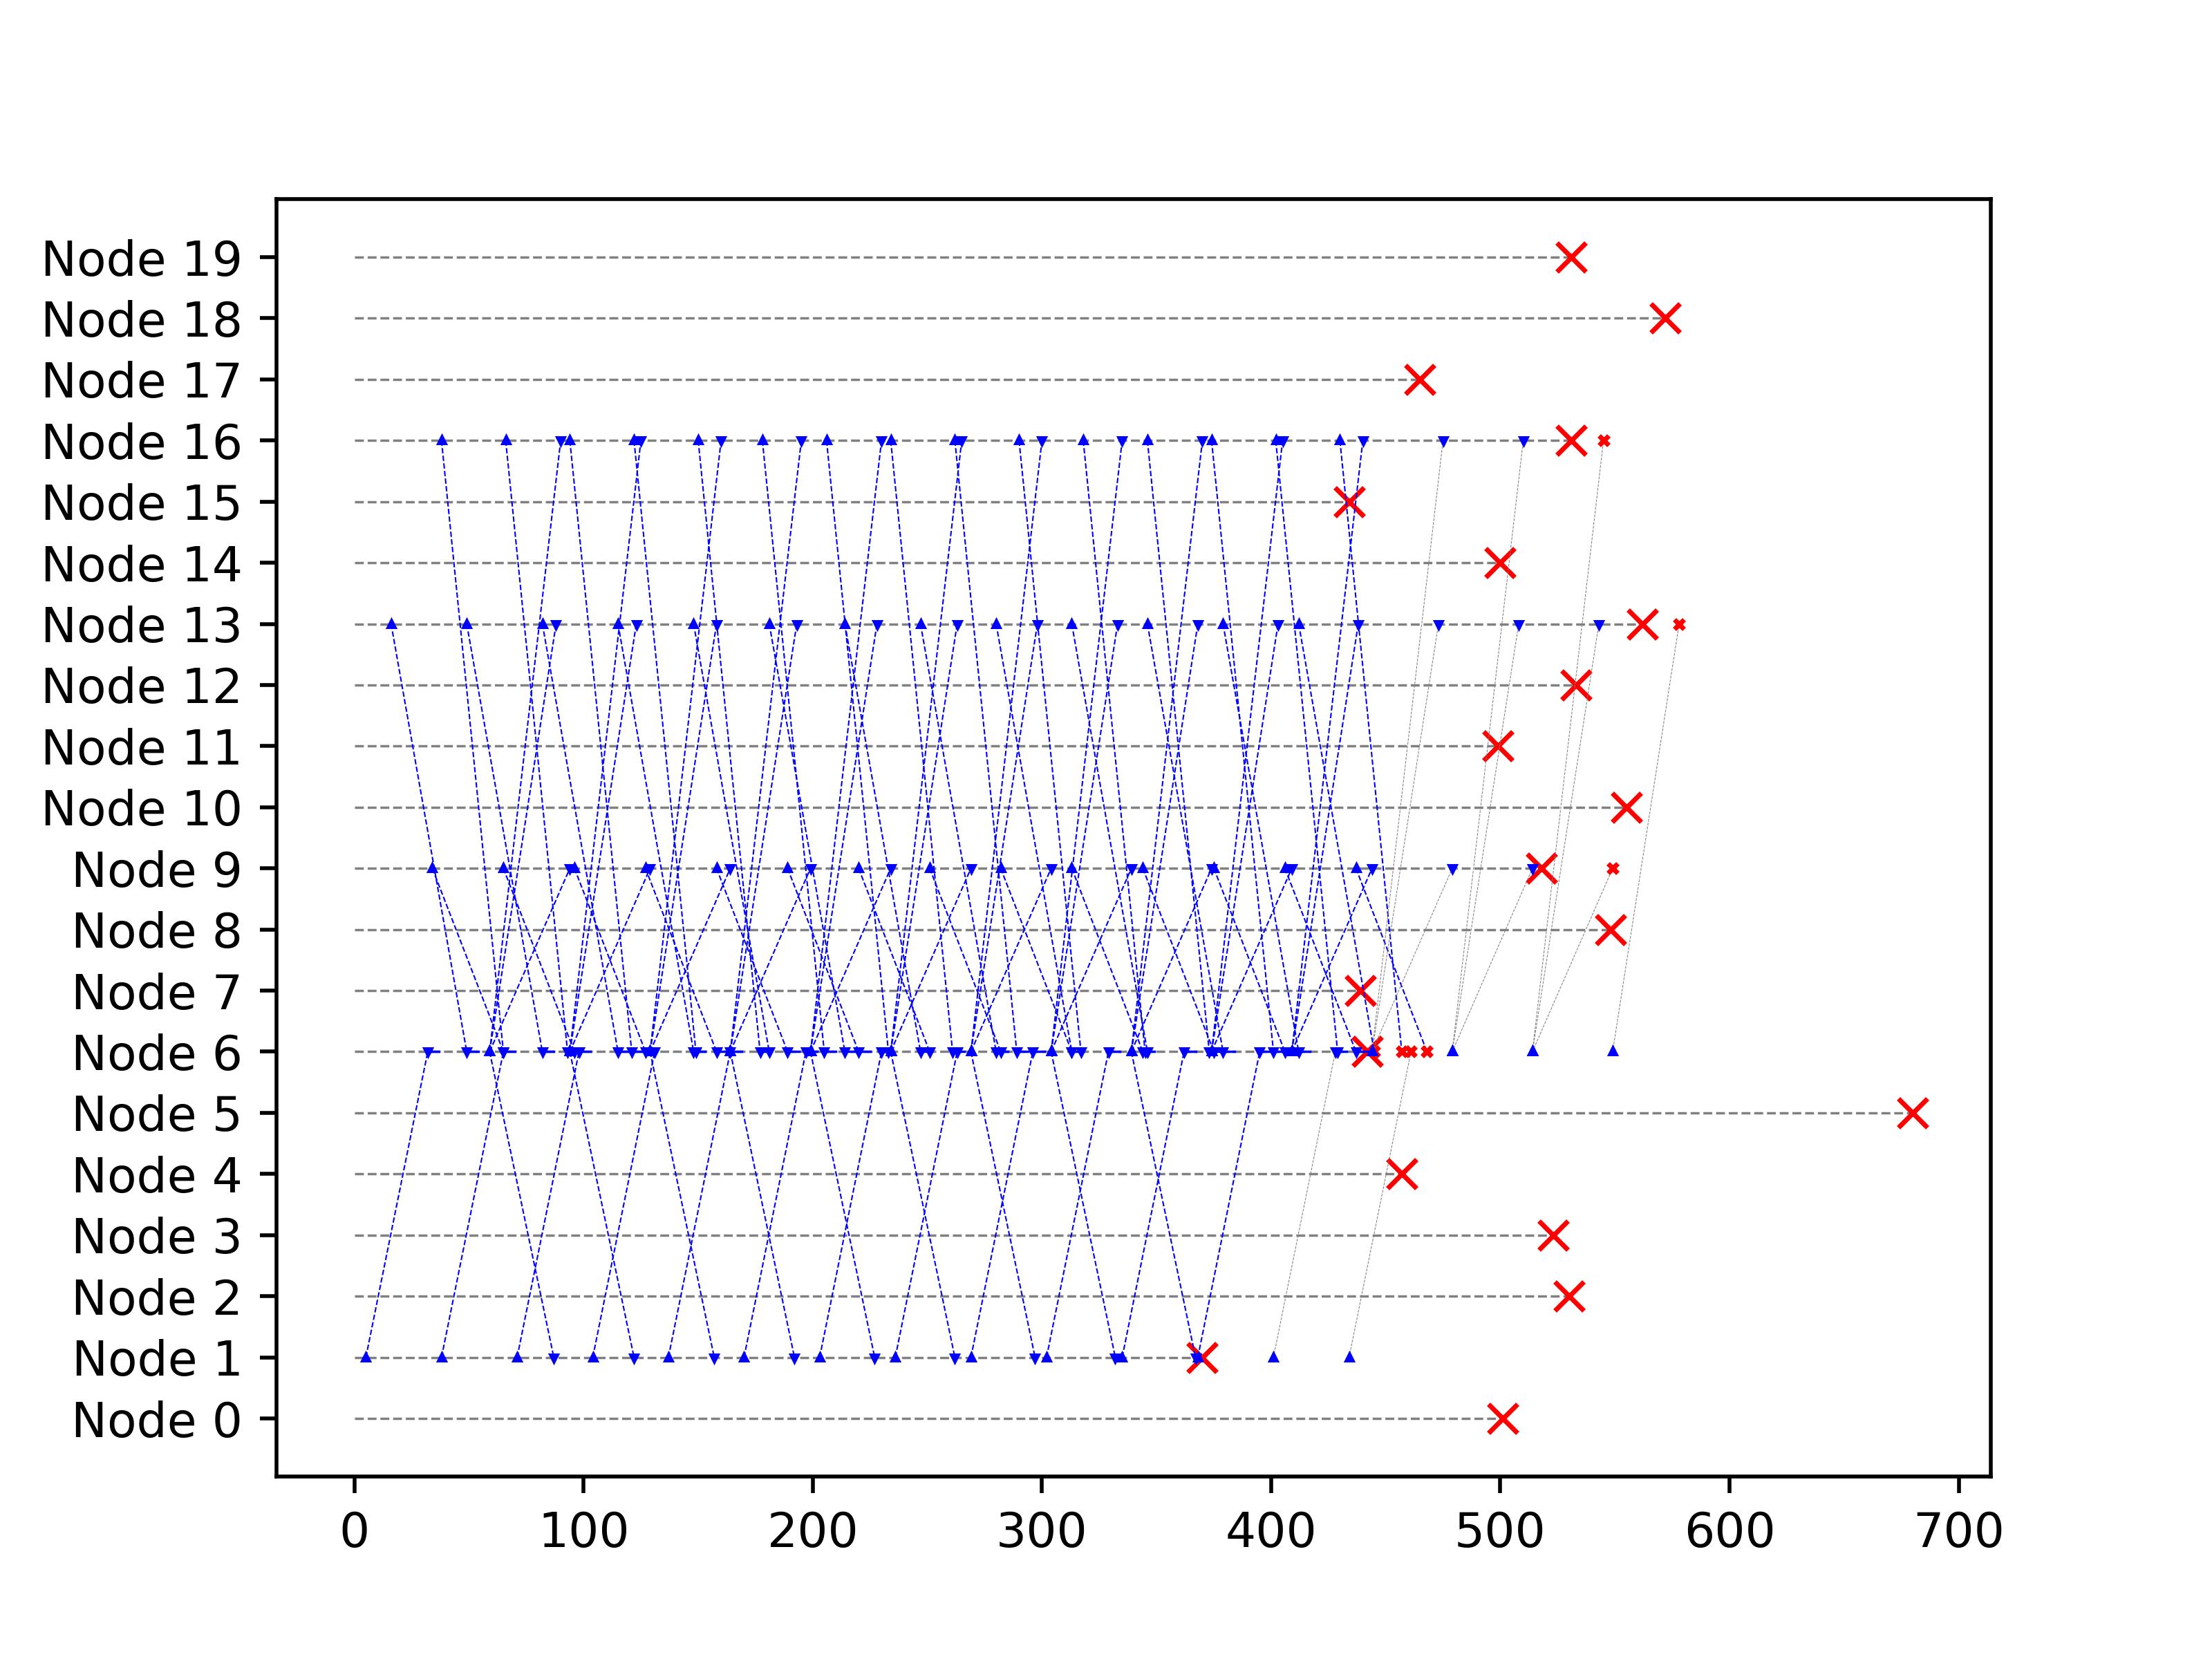 Node 19
Node 18
Node 17
Node 16
Node 15
Node 14
Node 13
Node 12
Node 11
Node 10
Node 9
Node 8
Node 7
Node 6
Node 5
Node 4
Node 3
Node 2
Node 1
Node 0
0 100 200 300 400 500 600 700